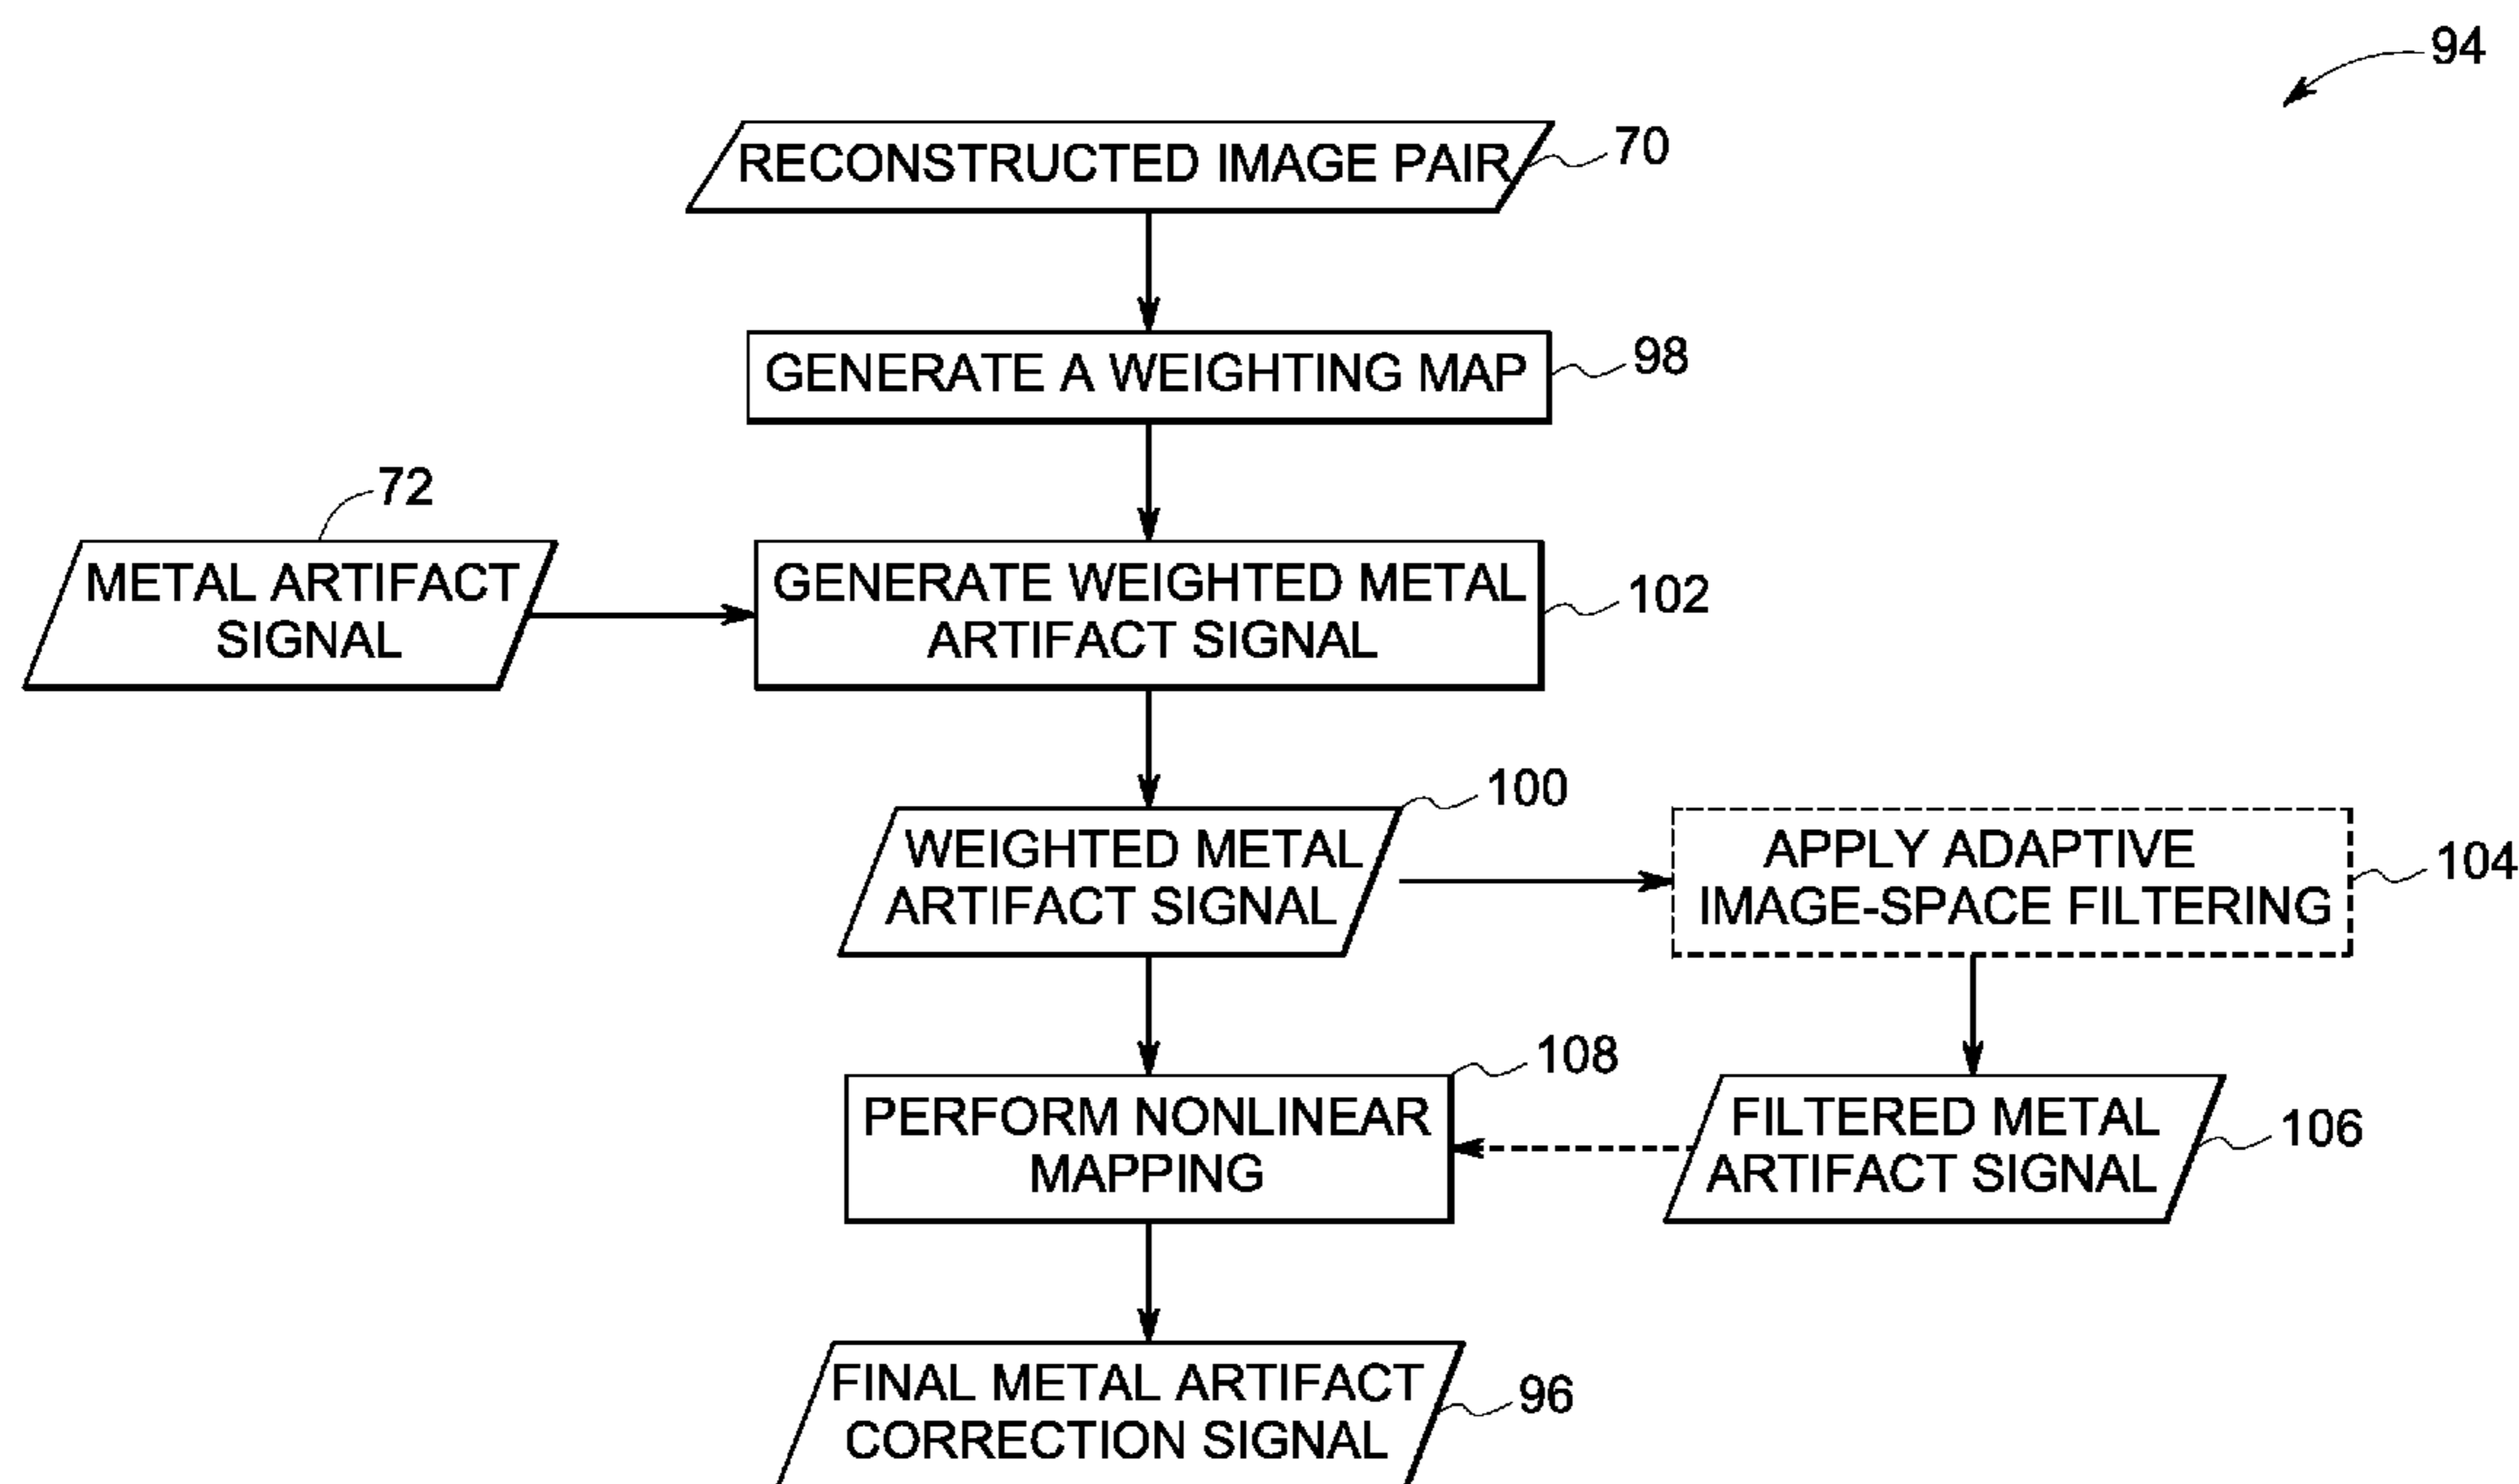 94
RECONSTRUCTED IMAGE PAIR
70
GENERATE A WEIGHTING MAP
98
72
METAL ARTIFACT
SIGNAL
GENERATE WEIGHTED METAL
ARTIFACT SIGNAL
102
100
WEIGHTED METAL
ARTIFACT SIGNAL
APPLY ADAPTIVE
IMAGE-SPACE FILTERING
104
108
PERFORM NONLINEAR
MAPPING
FILTERED METAL
ARTIFACT SIGNAL
106
FINAL METAL ARTIFACT
CORRECTION SIGNAL
96